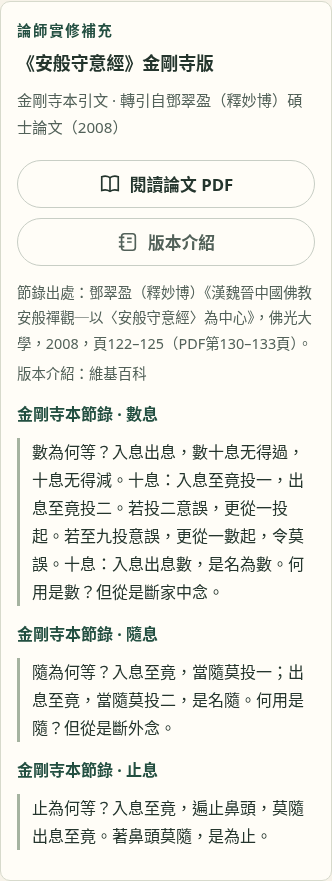 論師實修補充
《安般守意經》金剛寺版
金剛寺本引文 · 轉引自鄧翠盈（釋妙博）碩
士論文（2008）
閱讀論文 PDF
版本介紹
節錄出處：鄧翠盈（釋妙博）《漢魏晉中國佛教
安般禪觀─以〈安般守意經〉為中心》，佛光大
學，2008，頁122–125（PDF第130–133頁）。
版本介紹：維基百科
金剛寺本節錄 · 數息
數為何等？入息出息，數十息无得過，
十息无得減。十息：入息至竟投一，出
息至竟投二。若投二意誤，更從一投
起。若至九投意誤，更從一數起，令莫
誤。十息：入息出息數，是名為數。何
用是數？但從是斷家中念。
金剛寺本節錄 · 隨息
隨為何等？入息至竟，當隨莫投一；出
息至竟，當隨莫投二，是名隨。何用是
隨？但從是斷外念。
金剛寺本節錄 · 止息
止為何等？入息至竟，遍止鼻頭，莫隨
出息至竟。著鼻頭莫隨，是為止。